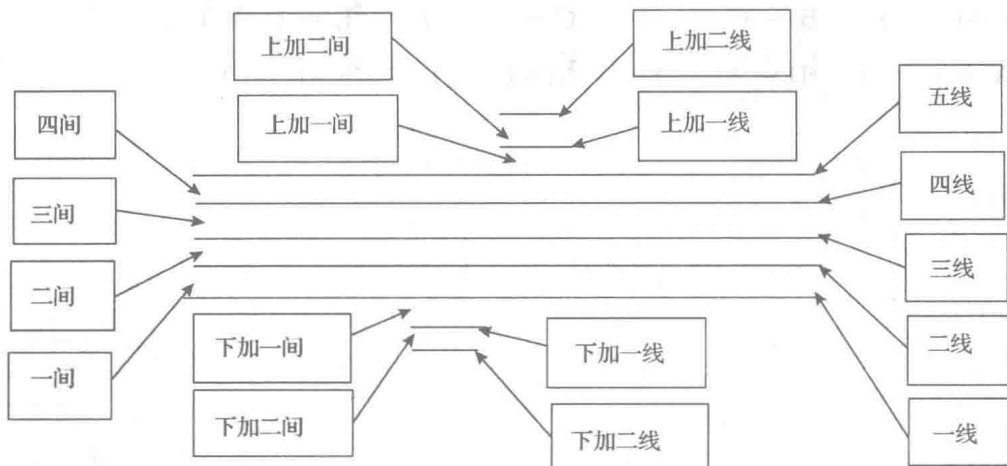 上加二间
上加二线
上加一间
上加一线
四间
五线
三间
四线
二间
三线
一间
二线
一线
下加一间
下加一线
下加二间
下加二线